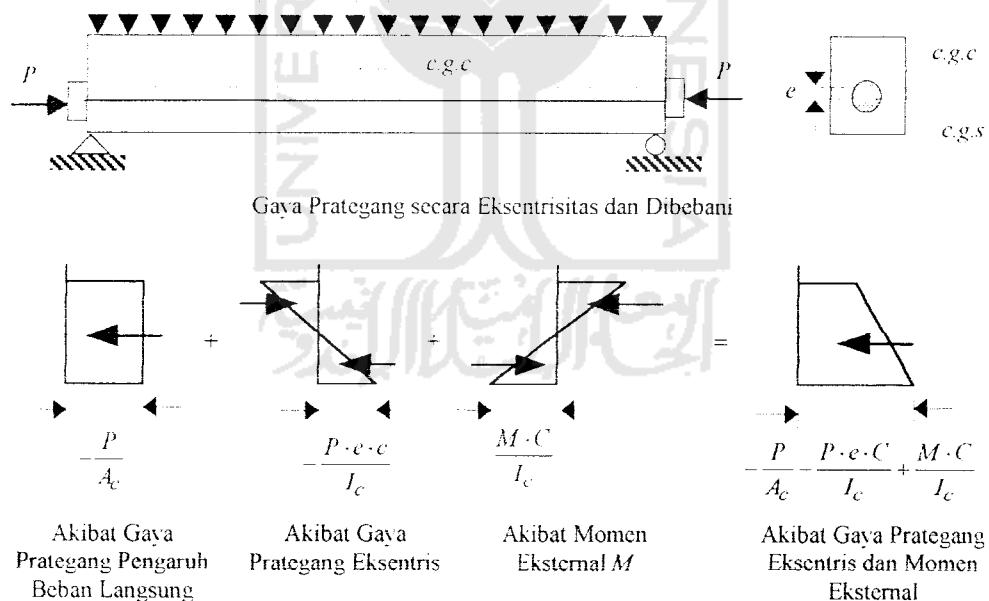 c.g.c
P
P
e
c.g.c
c.g.s
Gaya Prategang secara Eksentrisitas dan Dibebani
+
+
=
-P/A_c
-P·e·c/I_c
M·C/I_c
-P/A_c - P·e·C/I_c + M·C/I_c
Akibat Gaya
Prategang Pengaruh
Beban Langsung
Akibat Gaya
Prategang Eksentris
Akibat Momen
Eksternal M
Akibat Gaya Prategang
Eksentris dan Momen
Eksternal